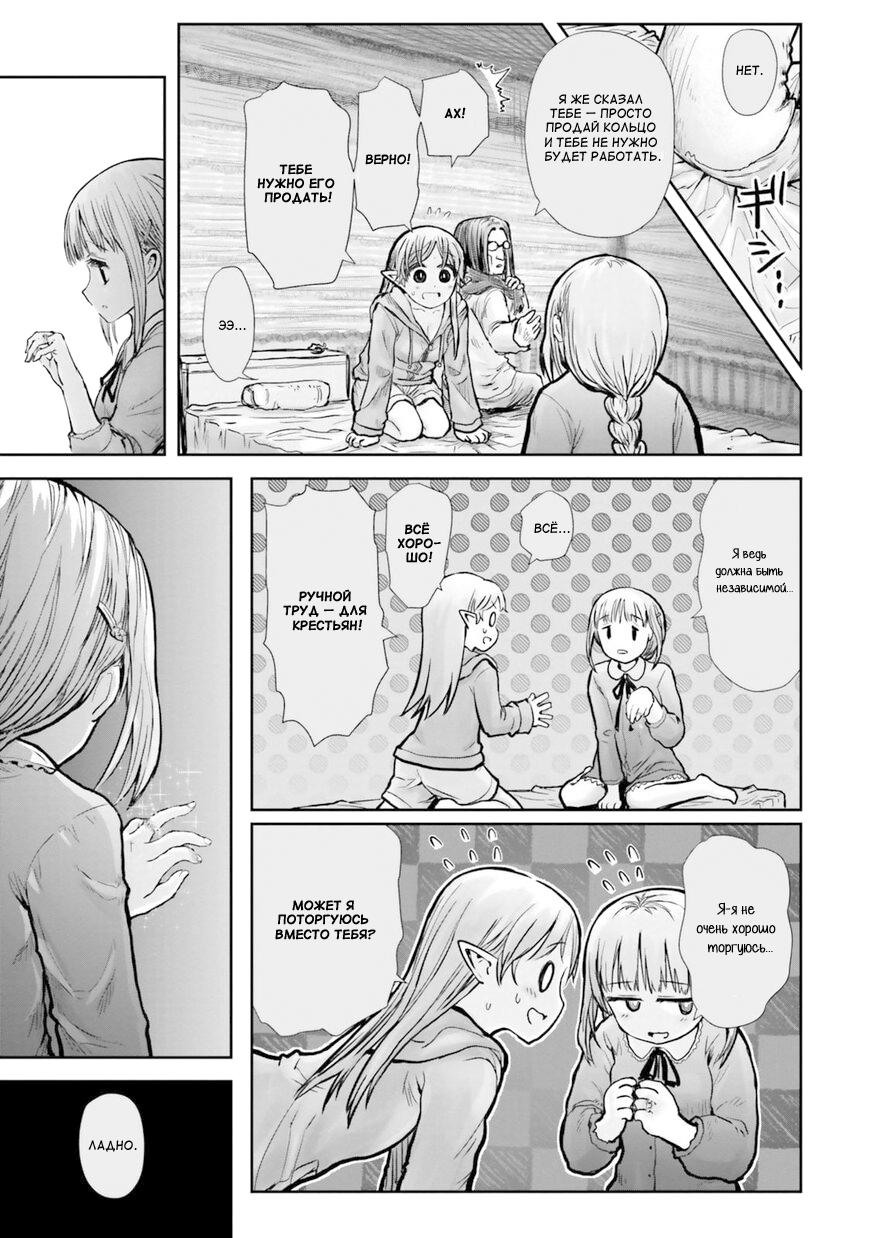 НЕТ.
Я ЖЕ СКАЗАЛ
ТЕБЕ — ПРОСТО
ПРОДАЙ КОЛЬЦО
И ТЕБЕ НЕ НУЖНО
БУДЕТ РАБОТАТЬ.
АХ!
ВЕРНО!
ТЕБЕ
НУЖНО ЕГО
ПРОДАТЬ!
ЭЭ...
ギシ...
Я ВЕДЬ
ДОЛЖНА БЫТЬ
НЕЗАВИСИМОЙ...
ВСЁ...
ВСЁ
ХОРО-
ШО!
РУЧНОЙ
ТРУД — ДЛЯ
КРЕСТЬЯН!
Я-Я НЕ
ОЧЕНЬ ХОРОШО
ТОРГУЮСЬ...
МОЖЕТ Я
ПОТОРГУЮСЬ
ВМЕСТО ТЕБЯ?
ЛАДНО.